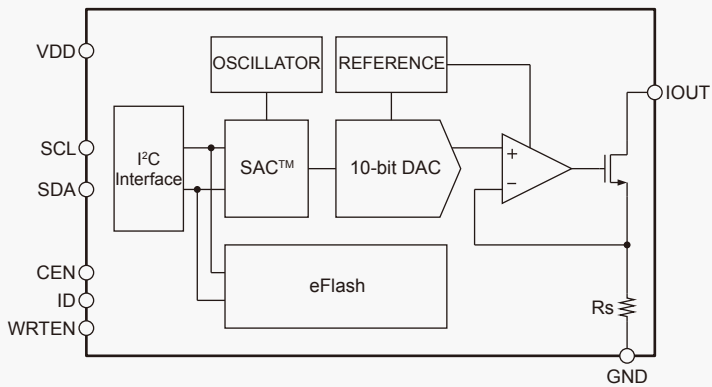 VDD
OSCILLATOR
REFERENCE
IOUT
SCL
SDA
I²C
Interface
SAC™
10-bit DAC
+
−
CEN
ID
WRTEN
eFlash
Rs
GND